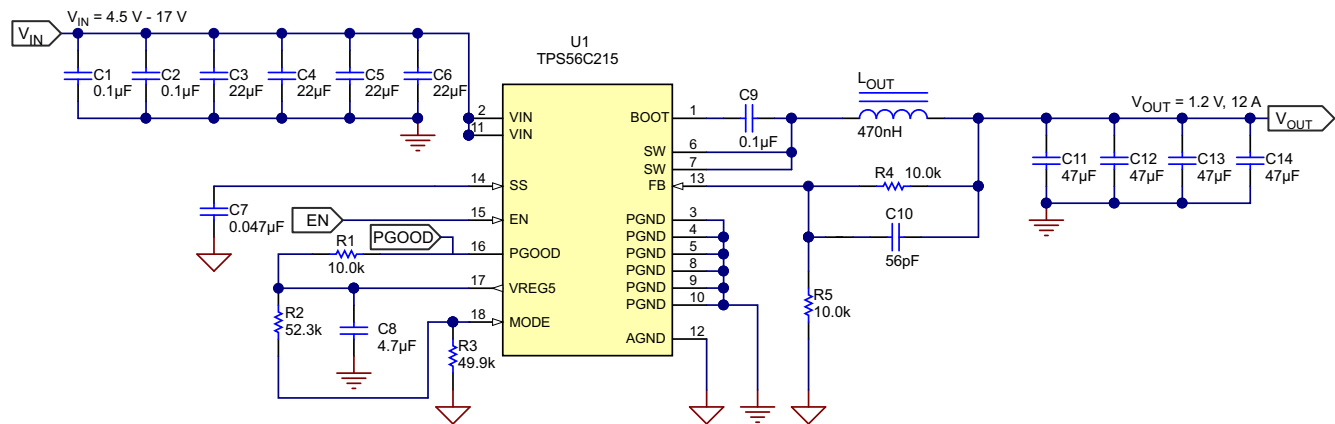 V_IN = 4.5 V - 17 V
V_IN
C1
0.1µF
C2
0.1µF
C3
22µF
C4
22µF
C5
22µF
C6
22µF
U1
TPS56C215
2
VIN
11
VIN
14
SS
15
EN
16
PGOOD
17
VREG5
18
MODE
BOOT
1
SW
6
SW
7
FB
13
PGND
3
PGND
4
PGND
5
PGND
8
PGND
9
PGND
10
AGND
12
C7
0.047µF
EN
PGOOD
R1
10.0k
R2
52.3k
C8
4.7µF
R3
49.9k
C9
0.1µF
L_OUT
470nH
R4 10.0k
C10
56pF
R5
10.0k
V_OUT = 1.2 V, 12 A
V_OUT
C11
47µF
C12
47µF
C13
47µF
C14
47µF